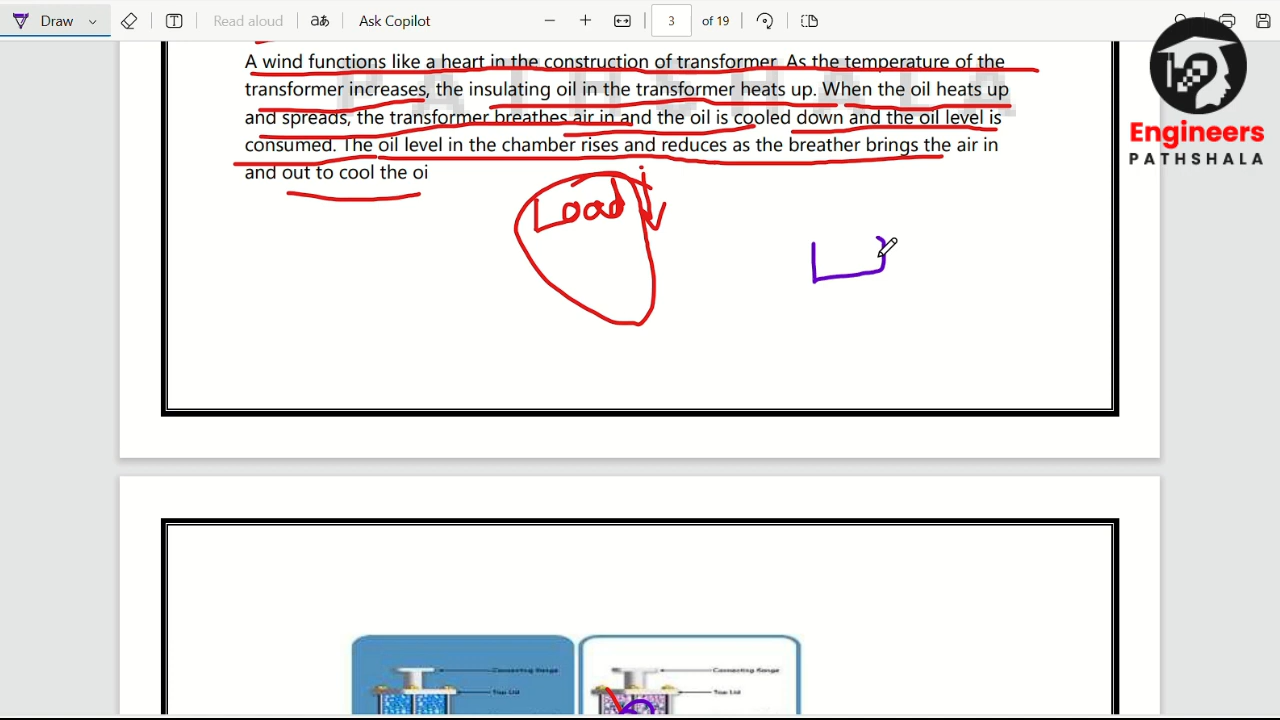 Draw
Read aloud
aあ
Ask Copilot
3
of 19
A wind functions like a heart in the construction of transformer. As the temperature of the
transformer increases, the insulating oil in the transformer heats up. When the oil heats up
and spreads, the transformer breathes air in and the oil is cooled down and the oil level is
consumed. The oil level in the chamber rises and reduces as the breather brings the air in
and out to cool the oi
PATHSHALA
Engineers
PATHSHALA
Load
Connecting flange
Top Lid
Connecting flange
Top Lid